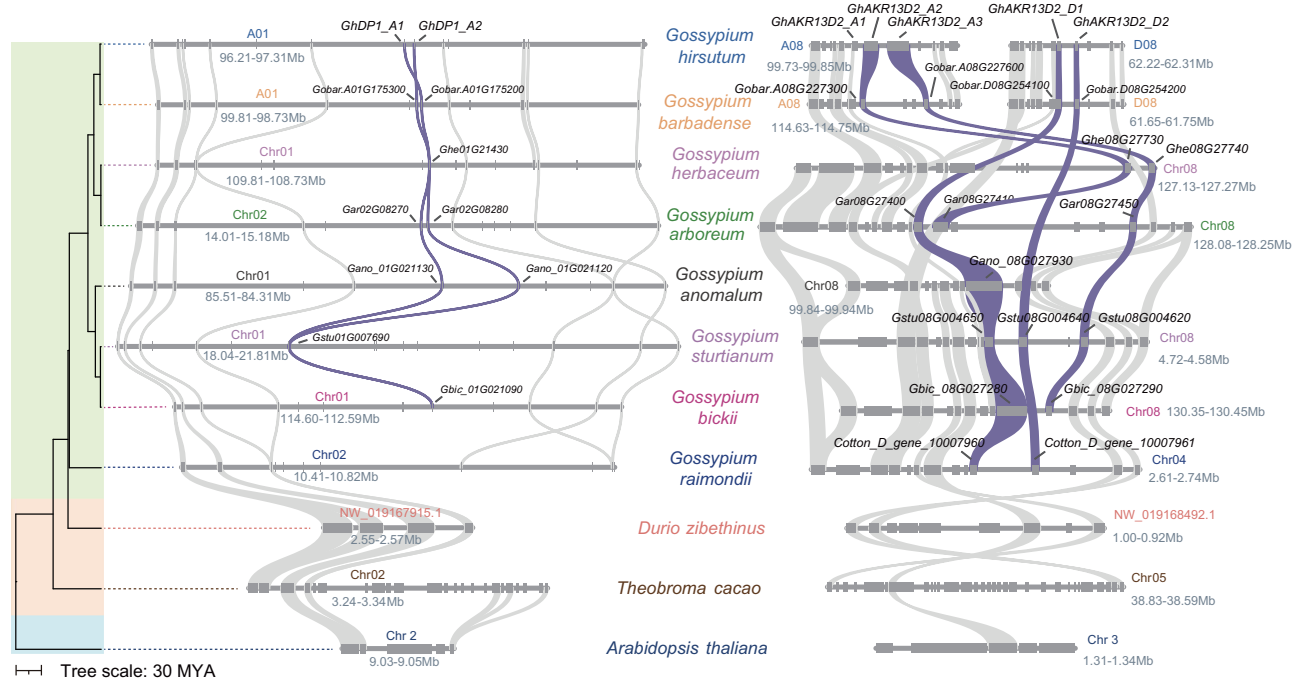 GhDP1_A1
GhDP1_A2
GhAKR13D2_A1
GhAKR13D2_A2
GhAKR13D2_A3
GhAKR13D2_D1
GhAKR13D2_D2
A01
96.21-97.31Mb
Gossypium
hirsutum
A08
99.73-99.85Mb
D08
62.22-62.31Mb
A01
99.81-98.73Mb
Gobar.A01G175300
Gobar.A01G175200
Gossypium
barbadense
Gobar.A08G227300
A08
114.63-114.75Mb
Gobar.A08G227600
Gobar.D08G254100
Gobar.D08G254200
D08
61.65-61.75Mb
Chr01
109.81-108.73Mb
Ghe01G21430
Gossypium
herbaceum
Ghe08G27730
Ghe08G27740
Chr08
127.13-127.27Mb
Chr02
14.01-15.18Mb
Gar02G08270
Gar02G08280
Gossypium
arboreum
Gar08G27400
Gar08G27410
Gar08G27450
Chr08
128.08-128.25Mb
Chr01
85.51-84.31Mb
Gano_01G021130
Gano_01G021120
Gossypium
anomalum
Chr08
99.84-99.94Mb
Gano_08G027930
Chr01
18.04-21.81Mb
Gstu01G007690
Gossypium
sturtianum
Gstu08G004650
Gstu08G004640
Gstu08G004620
Chr08
4.72-4.58Mb
Chr01
114.60-112.59Mb
Gbic_01G021090
Gossypium
bickii
Gbic_08G027280
Gbic_08G027290
Chr08
130.35-130.45Mb
Chr02
10.41-10.82Mb
Gossypium
raimondii
Cotton_D_gene_10007960
Cotton_D_gene_10007961
Chr04
2.61-2.74Mb
NW_019167915.1
2.55-2.57Mb
Durio zibethinus
NW_019168492.1
1.00-0.92Mb
Chr02
3.24-3.34Mb
Theobroma cacao
Chr05
38.83-38.59Mb
Chr 2
9.03-9.05Mb
Arabidopsis thaliana
Chr 3
1.31-1.34Mb
Tree scale: 30 MYA